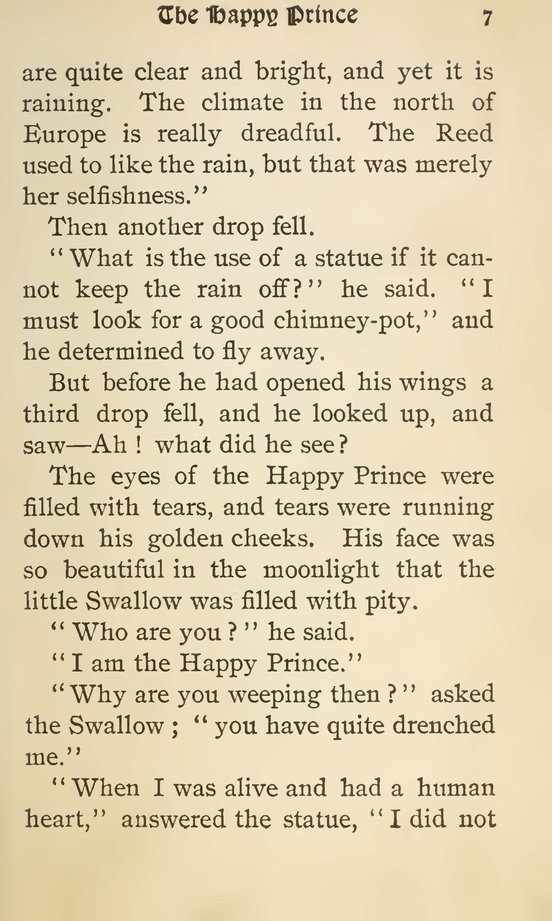 The Happy Prince 7
are quite clear and bright, and yet it is
raining. The climate in the north of
Europe is really dreadful. The Reed
used to like the rain, but that was merely
her selfishness."
Then another drop fell.
"What is the use of a statue if it can-
not keep the rain off?" he said. "I
must look for a good chimney-pot," and
he determined to fly away.
But before he had opened his wings a
third drop fell, and he looked up, and
saw—Ah! what did he see?
The eyes of the Happy Prince were
filled with tears, and tears were running
down his golden cheeks. His face was
so beautiful in the moonlight that the
little Swallow was filled with pity.
"Who are you?" he said.
"I am the Happy Prince."
"Why are you weeping then?" asked
the Swallow; "you have quite drenched
me."
"When I was alive and had a human
heart," answered the statue, "I did not